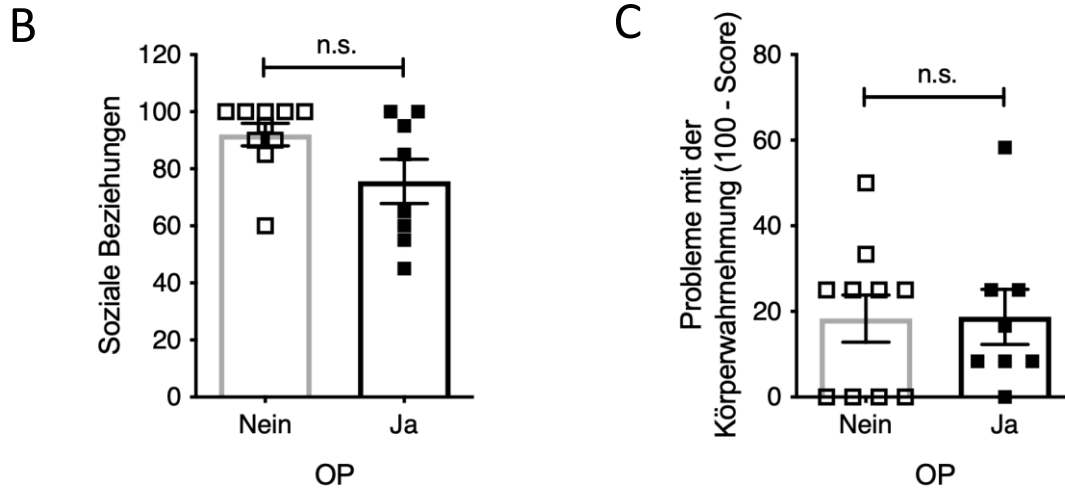 B
n.s.
120
100
80
60
40
20
0
Soziale Beziehungen
Nein
Ja
OP
C
n.s.
80
60
40
20
0
Probleme mit der
Körperwahrnehmung (100 - Score)
Nein
Ja
OP